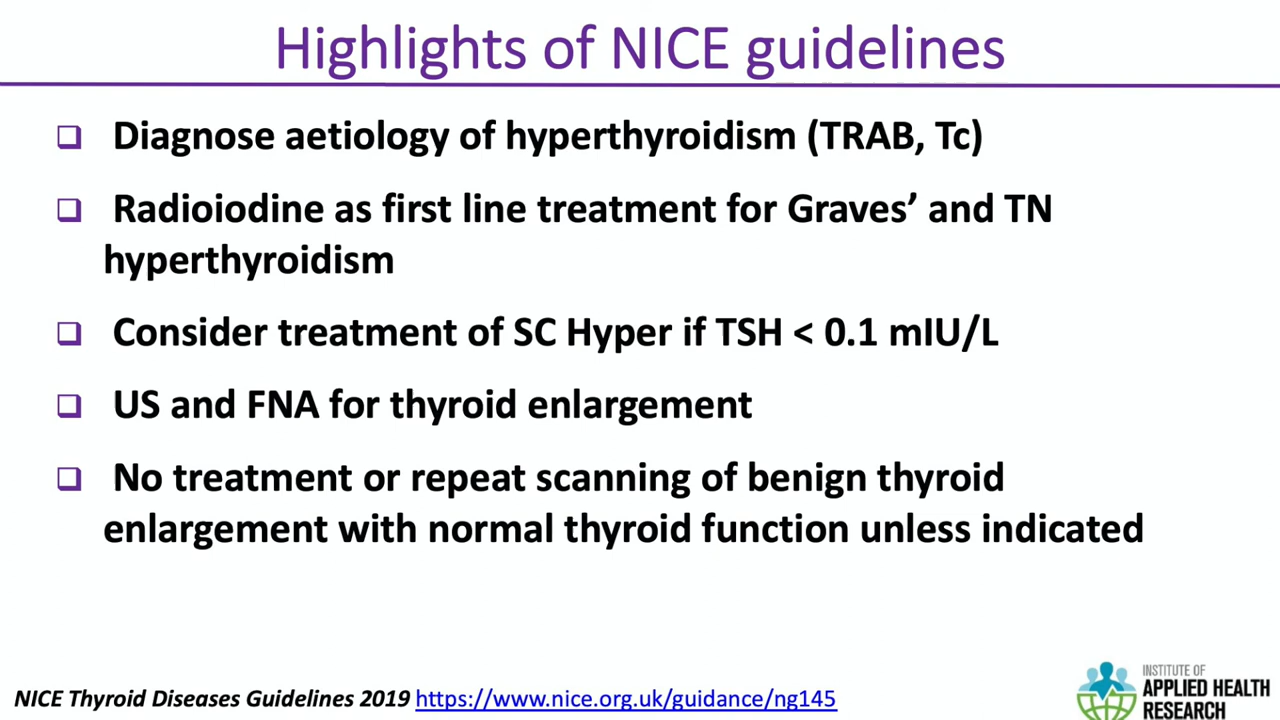 Highlights of NICE guidelines
❑ Diagnose aetiology of hyperthyroidism (TRAB, Tc)
❑ Radioiodine as first line treatment for Graves’ and TN
hyperthyroidism
❑ Consider treatment of SC Hyper if TSH < 0.1 mIU/L
❑ US and FNA for thyroid enlargement
❑ No treatment or repeat scanning of benign thyroid
enlargement with normal thyroid function unless indicated
NICE Thyroid Diseases Guidelines 2019 https://www.nice.org.uk/guidance/ng145
INSTITUTE OF
APPLIED HEALTH
RESEARCH